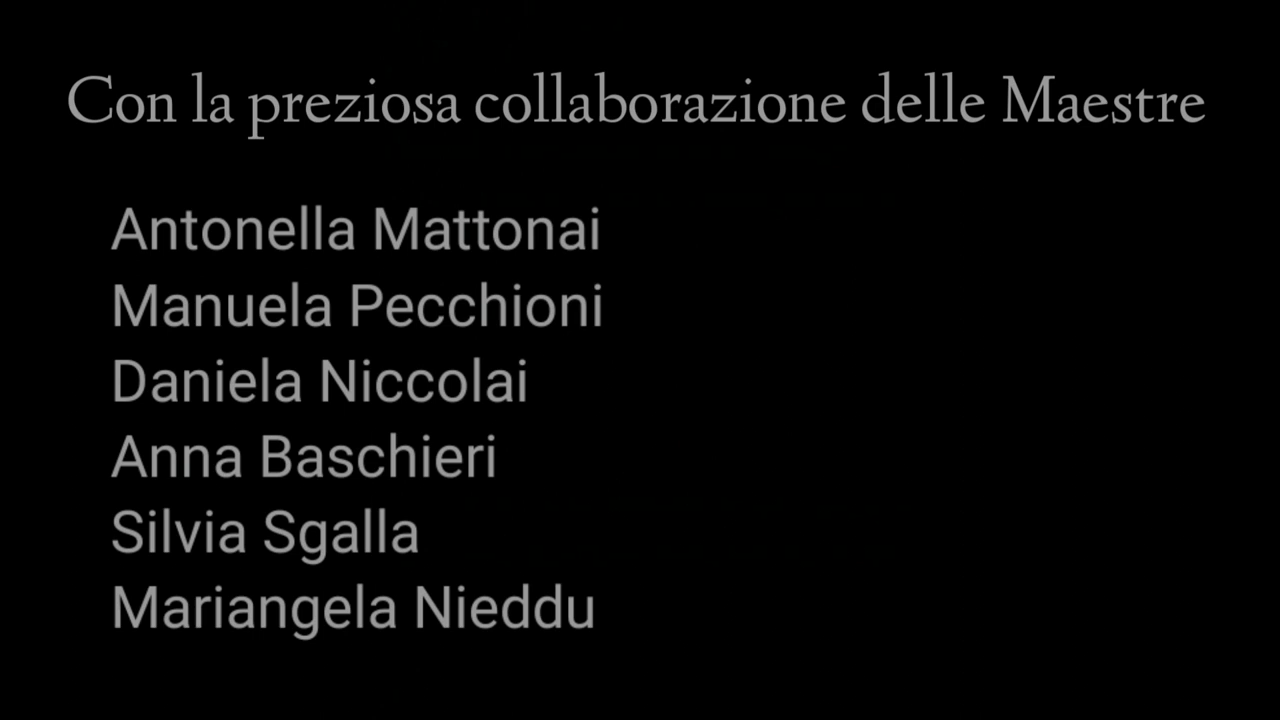 Con la preziosa collaborazione delle Maestre
Antonella Mattonai
Manuela Pecchioni
Daniela Niccolai
Anna Baschieri
Silvia Sgalla
Mariangela Nieddu